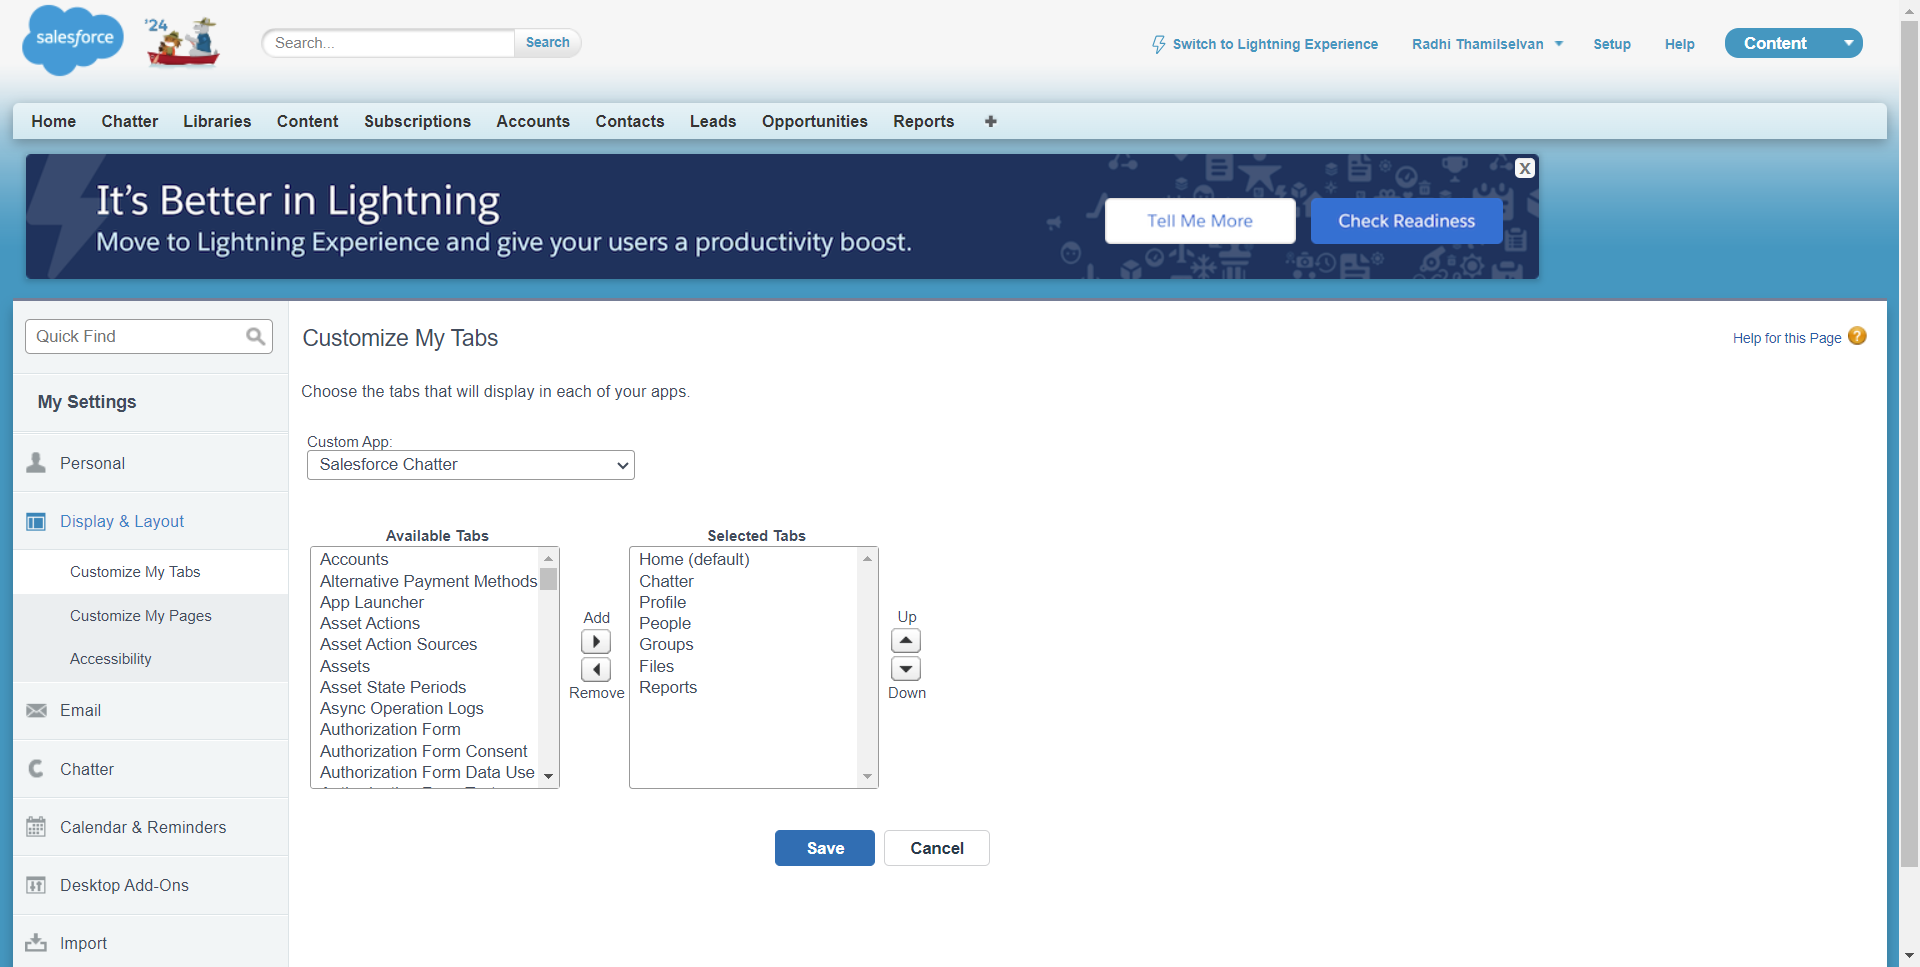 salesforce
'24
Search...
Search
Switch to Lightning Experience
Radhi Thamilselvan
Setup
Help
Content
Home
Chatter
Libraries
Content
Subscriptions
Accounts
Contacts
Leads
Opportunities
Reports
It's Better in Lightning
Move to Lightning Experience and give your users a productivity boost.
Tell Me More
Check Readiness
X
Quick Find
My Settings
Personal
Display & Layout
Customize My Tabs
Customize My Pages
Accessibility
Email
Chatter
Calendar & Reminders
Desktop Add-Ons
Import
Customize My Tabs
Help for this Page
Choose the tabs that will display in each of your apps.
Custom App:
Salesforce Chatter
Available Tabs
Accounts
Alternative Payment Methods
App Launcher
Asset Actions
Asset Action Sources
Assets
Asset State Periods
Async Operation Logs
Authorization Form
Authorization Form Consent
Authorization Form Data Use
Add
Remove
Selected Tabs
Home (default)
Chatter
Profile
People
Groups
Files
Reports
Up
Down
Save
Cancel